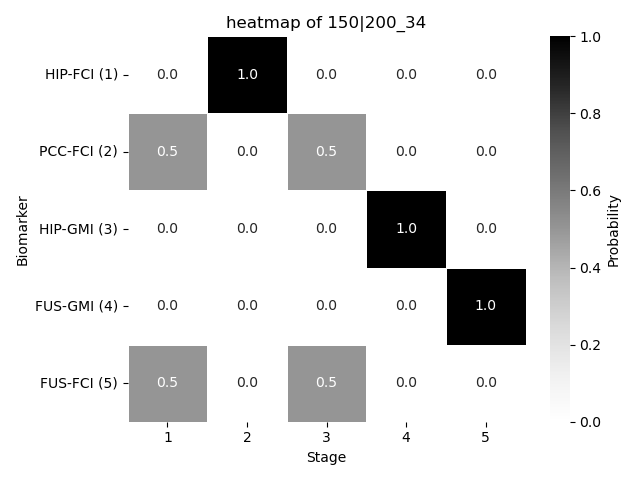 heatmap of 150|200_34
HIP-FCI (1) 0.0 1.0 0.0 0.0 0.0
PCC-FCI (2) 0.5 0.0 0.5 0.0 0.0
HIP-GMI (3) 0.0 0.0 0.0 1.0 0.0
FUS-GMI (4) 0.0 0.0 0.0 0.0 1.0
FUS-FCI (5) 0.5 0.0 0.5 0.0 0.0
1 2 3 4 5
Stage
Biomarker
1.0
0.8
0.6
0.4
0.2
0.0
Probability